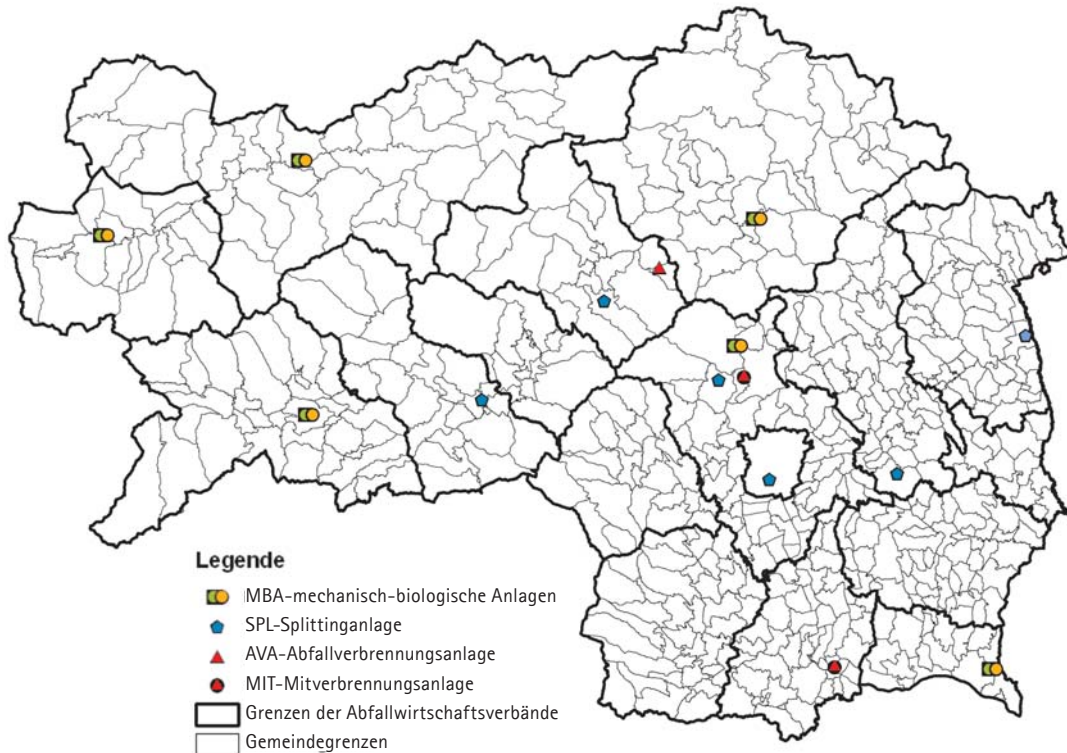 Legende
MBA-mechanisch-biologische Anlagen
SPL-Splittinganlage
AVA-Abfallverbrennungsanlage
MIT-Mitverbrennungsanlage
Grenzen der Abfallwirtschaftsverbände
Gemeindegrenzen